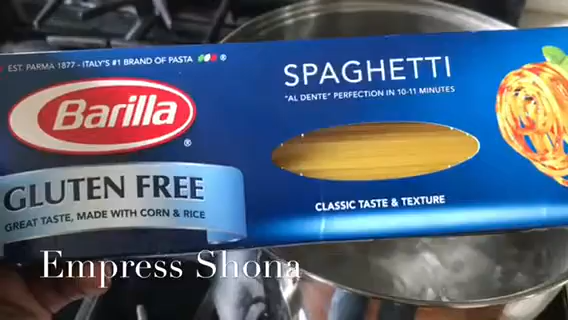 EST. PARMA 1877 - ITALY'S #1 BRAND OF PASTA ®
Barilla ®
GLUTEN FREE
GREAT TASTE, MADE WITH CORN & RICE
SPAGHETTI
"AL DENTE" PERFECTION IN 10-11 MINUTES
CLASSIC TASTE & TEXTURE
Empress Shona